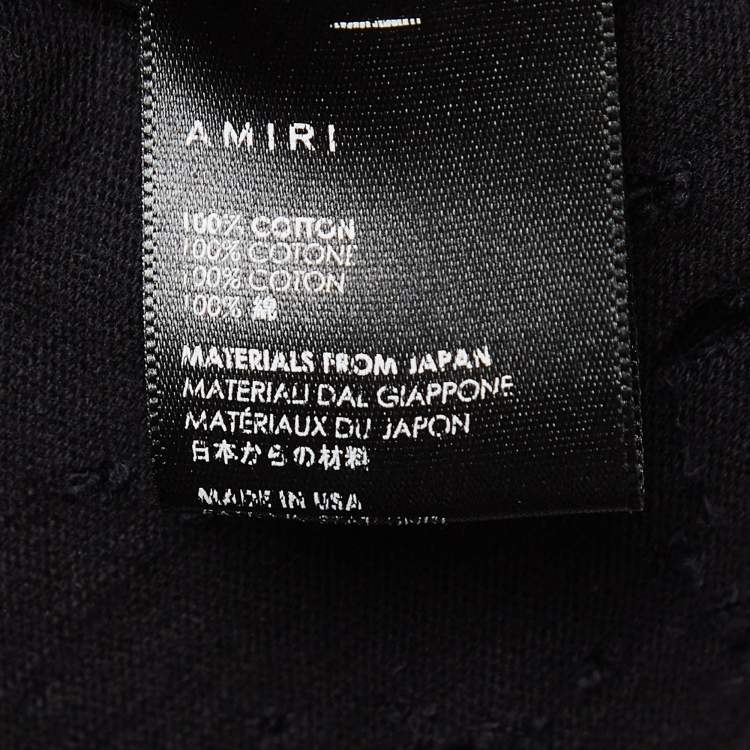 AMIRI
100% COTTON
100% COTONE
100% COTON
100% 綿
MATERIALS FROM JAPAN
MATERIALI DAL GIAPPONE
MATÉRIAUX DU JAPON
日本からの材料
MADE IN USA